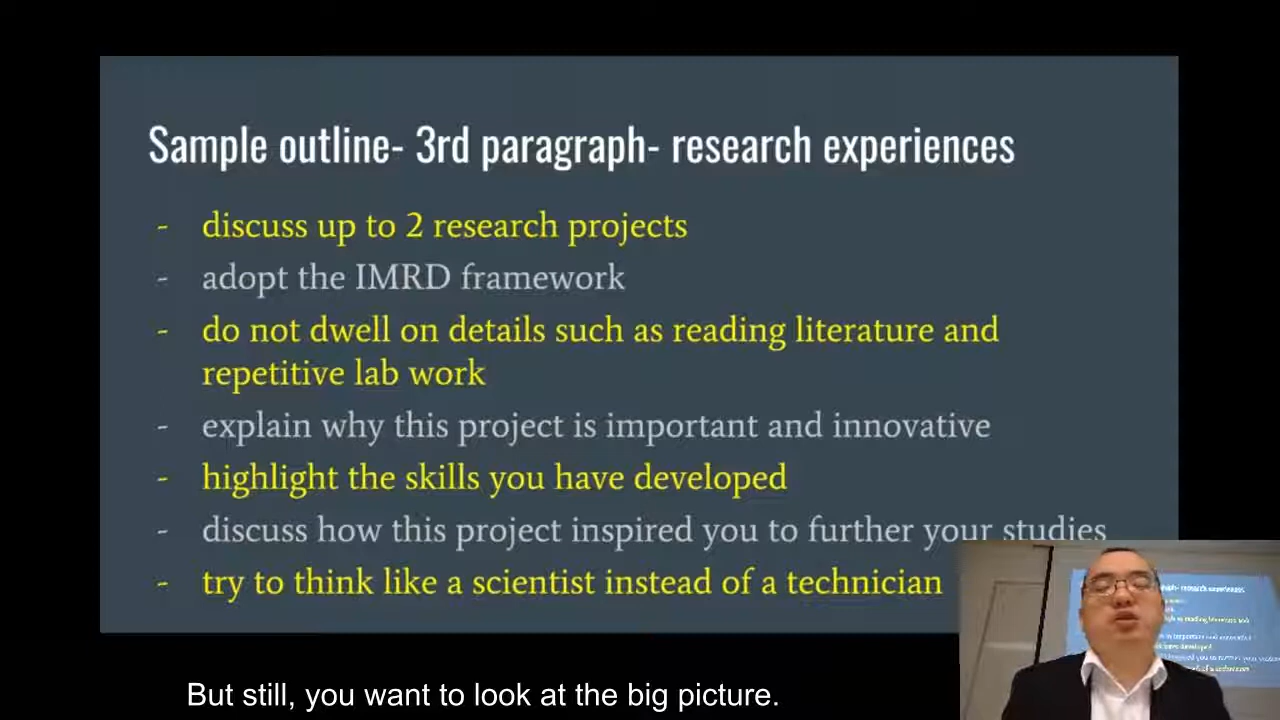 Sample outline- 3rd paragraph- research experiences
- discuss up to 2 research projects
- adopt the IMRD framework
- do not dwell on details such as reading literature and
repetitive lab work
- explain why this project is important and innovative
- highlight the skills you have developed
- discuss how this project inspired you to further your studies
- try to think like a scientist instead of a technician
But still, you want to look at the big picture.